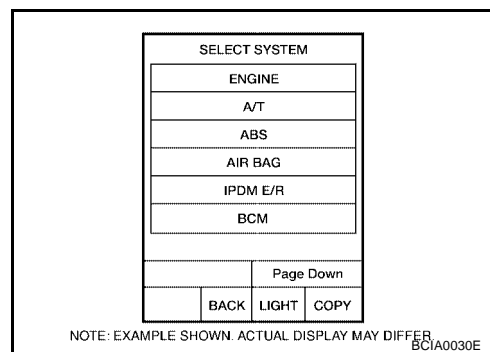 SELECT SYSTEM
ENGINE
A/T
ABS
AIR BAG
IPDM E/R
BCM
Page Down
BACK LIGHT COPY
NOTE: EXAMPLE SHOWN. ACTUAL DISPLAY MAY DIFFER
BCIA0030E